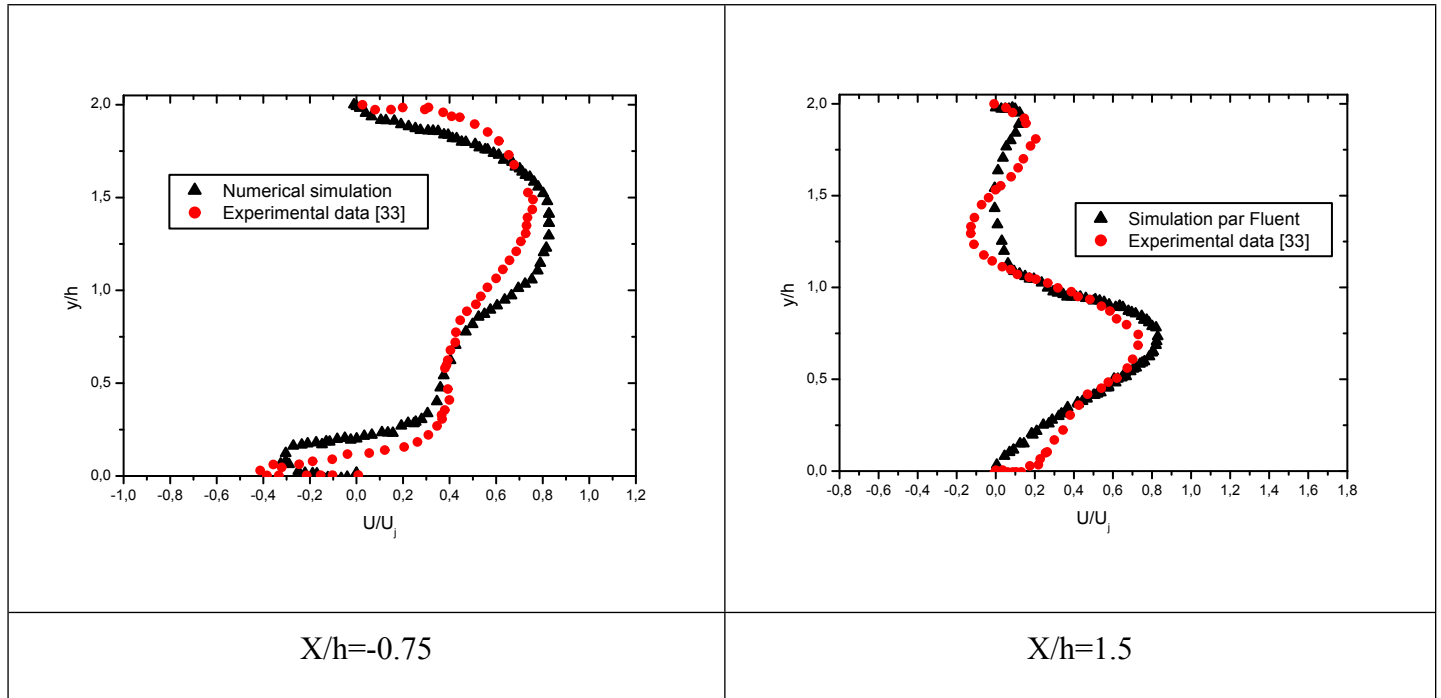 2,0
1,5
1,0
0,5
0,0
y/h
-1,0 -0,8 -0,6 -0,4 -0,2 0,0 0,2 0,4 0,6 0,8 1,0 1,2
U/Uj
Numerical simulation
Experimental data [33]
2,0
1,5
1,0
0,5
0,0
y/h
-0,8 -0,6 -0,4 -0,2 0,0 0,2 0,4 0,6 0,8 1,0 1,2 1,4 1,6 1,8
U/Uj
Simulation par Fluent
Experimental data [33]
X/h=-0.75
X/h=1.5